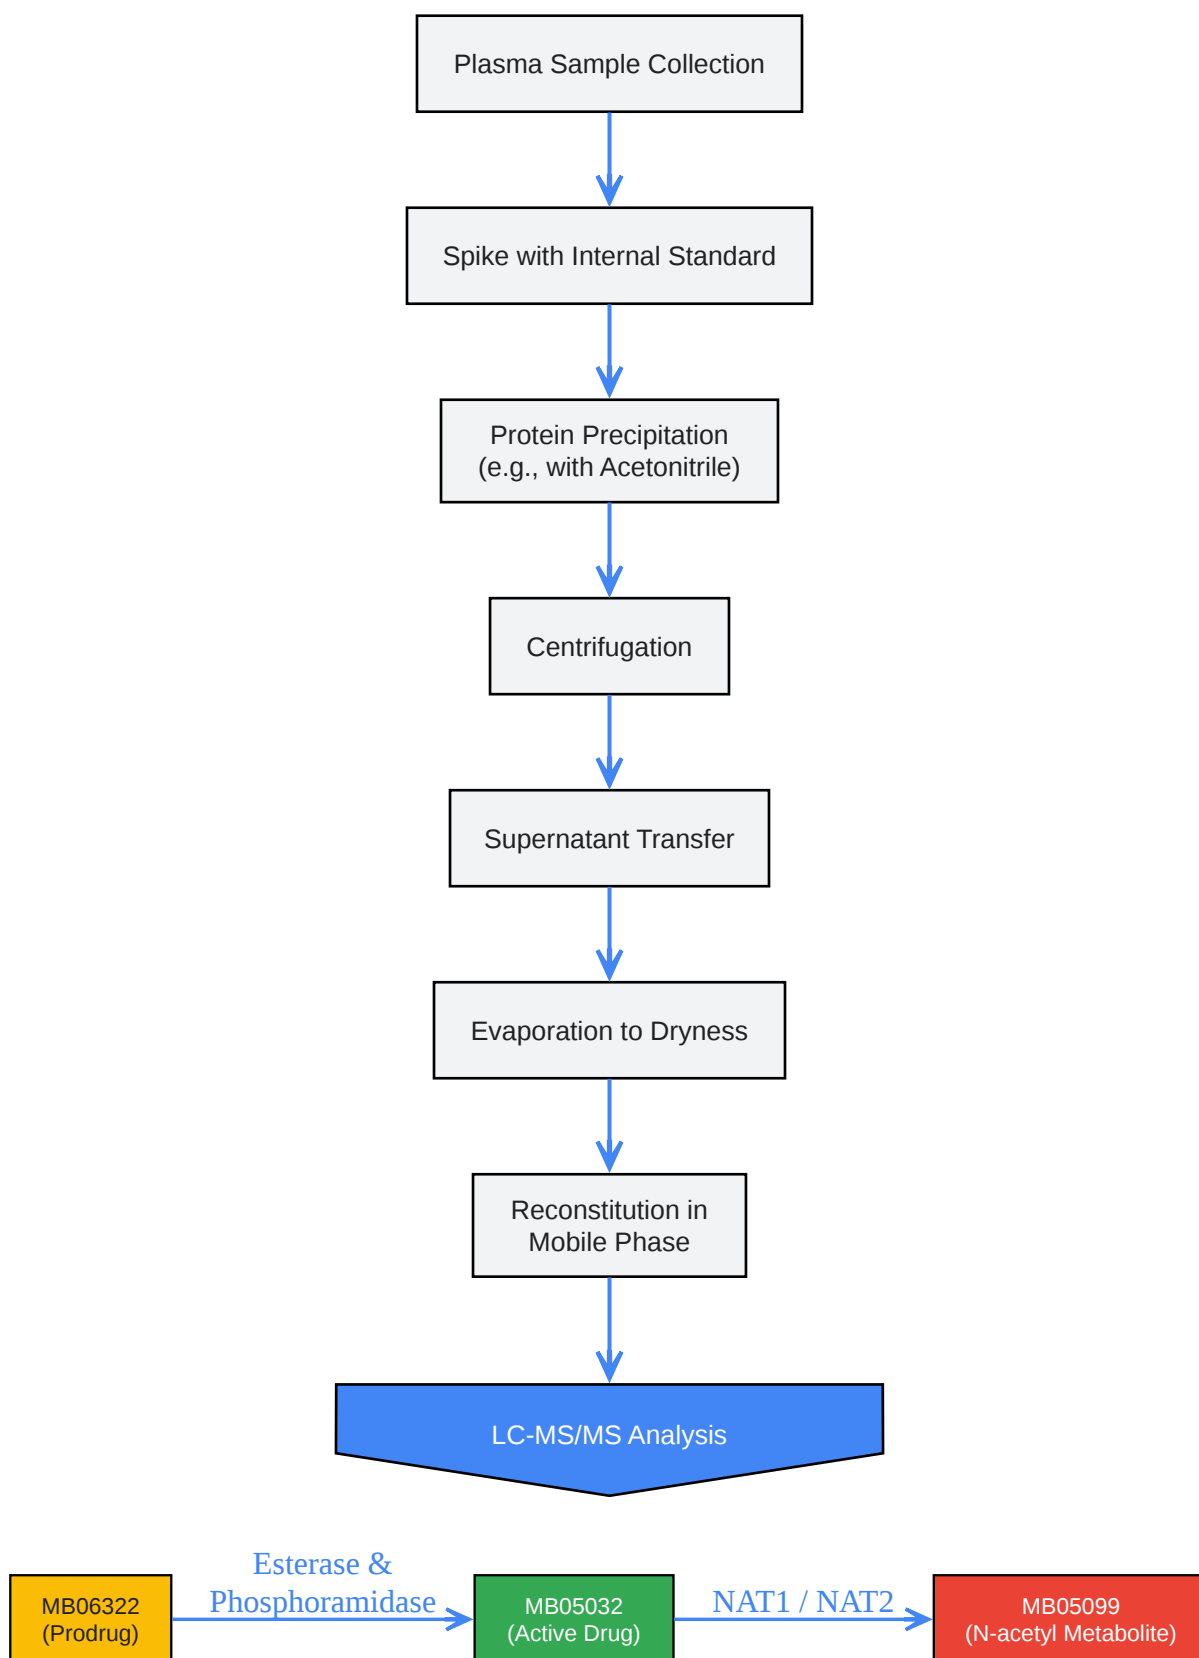 Plasma Sample Collection
Spike with Internal Standard
Protein Precipitation
(e.g., with Acetonitrile)
Centrifugation
Supernatant Transfer
Evaporation to Dryness
Reconstitution in
Mobile Phase
LC-MS/MS Analysis
MB06322
(Prodrug)
Esterase &
Phosphoramidase
MB05032
(Active Drug)
NAT1 / NAT2
MB05099
(N-acetyl Metabolite)